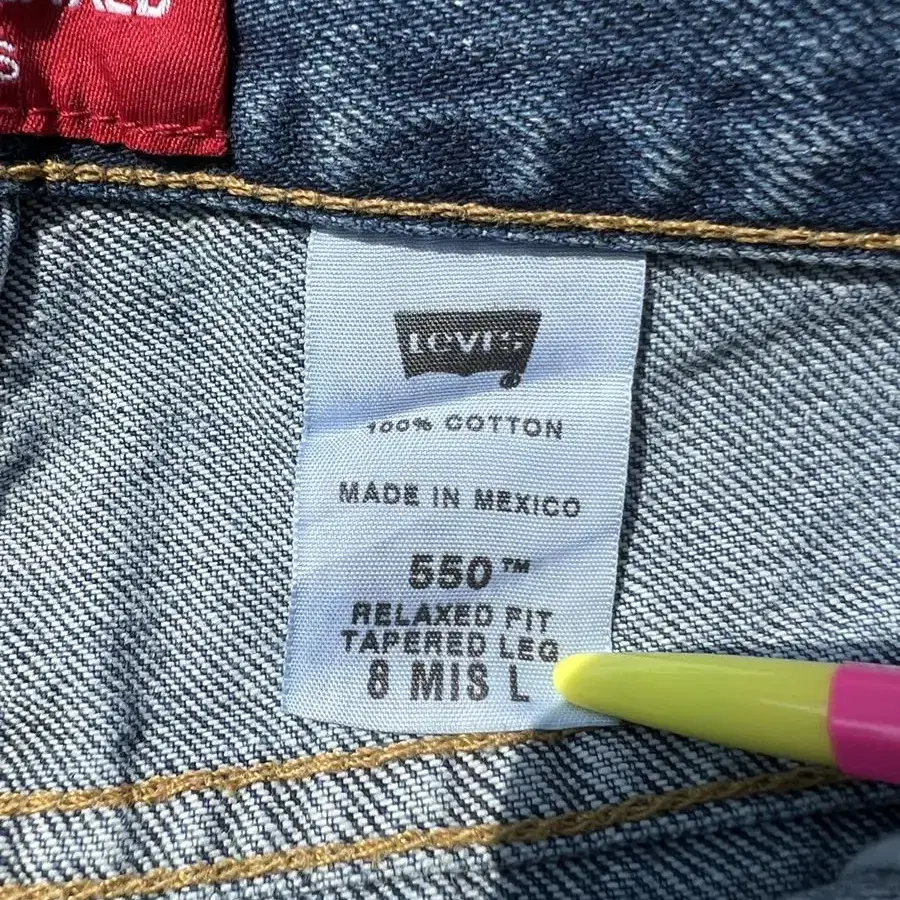 LEVI'S
100% COTTON
MADE IN MEXICO
550™
RELAXED FIT
TAPERED LEG
8 MIS L